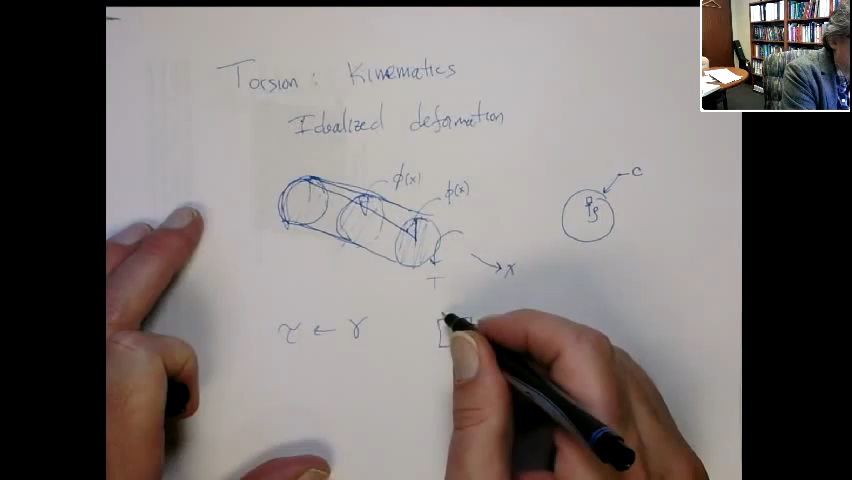 Torsion: Kinematics
Idealized deformation
ϕ(x)
ϕ(x)
c
ρ
x
T
τ ← γ